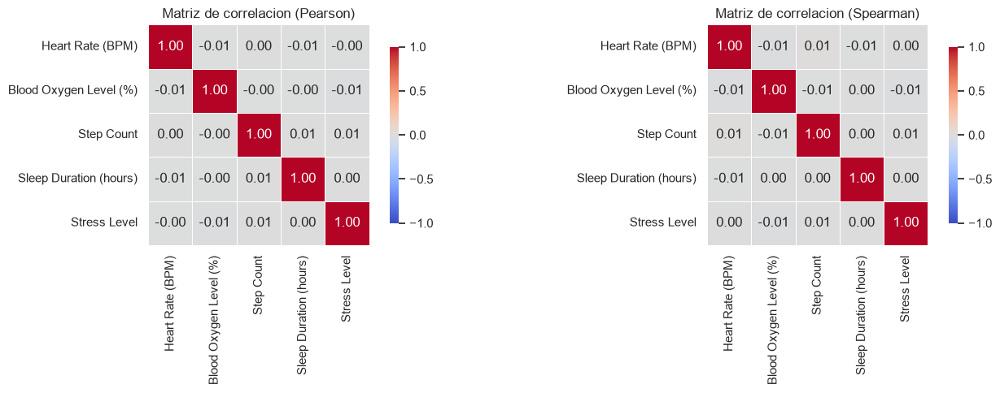 Matriz de correlacion (Pearson)
Heart Rate (BPM) 1.00 -0.01 0.00 -0.01 -0.00
Blood Oxygen Level (%) -0.01 1.00 -0.00 -0.00 -0.01
Step Count 0.00 -0.00 1.00 0.01 0.01
Sleep Duration (hours) -0.01 -0.00 0.01 1.00 0.00
Stress Level -0.00 -0.01 0.01 0.00 1.00
Heart Rate (BPM)
Blood Oxygen Level (%)
Step Count
Sleep Duration (hours)
Stress Level
1.0
0.5
0.0
−0.5
−1.0
Matriz de correlacion (Spearman)
Heart Rate (BPM) 1.00 -0.01 0.01 -0.01 0.00
Blood Oxygen Level (%) -0.01 1.00 -0.01 0.00 -0.01
Step Count 0.01 -0.01 1.00 0.00 0.01
Sleep Duration (hours) -0.01 0.00 0.00 1.00 0.00
Stress Level 0.00 -0.01 0.01 0.00 1.00
Heart Rate (BPM)
Blood Oxygen Level (%)
Step Count
Sleep Duration (hours)
Stress Level
1.0
0.5
0.0
−0.5
−1.0